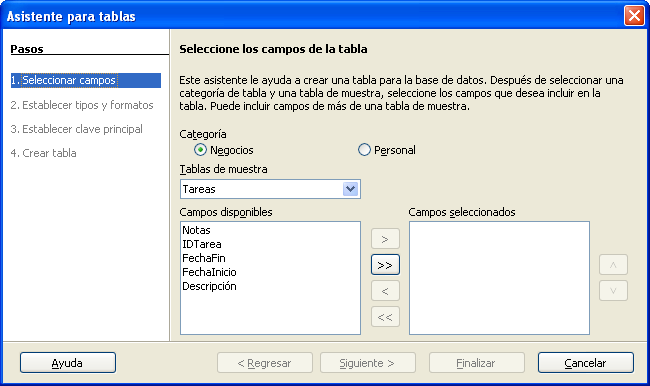 Asistente para tablas
Pasos
1. Seleccionar campos
2. Establecer tipos y formatos
3. Establecer clave principal
4. Crear tabla
Seleccione los campos de la tabla
Este asistente le ayuda a crear una tabla para la base de datos. Después de seleccionar una
categoría de tabla y una tabla de muestra, seleccione los campos que desea incluir en la
tabla. Puede incluir campos de más de una tabla de muestra.
Categoría
Negocios
Personal
Tablas de muestra
Tareas
Campos disponibles
Campos seleccionados
Notas
IDTarea
FechaFin
FechaInicio
Descripción
>
>>
<
<<
Ayuda
< Regresar
Siguiente >
Finalizar
Cancelar